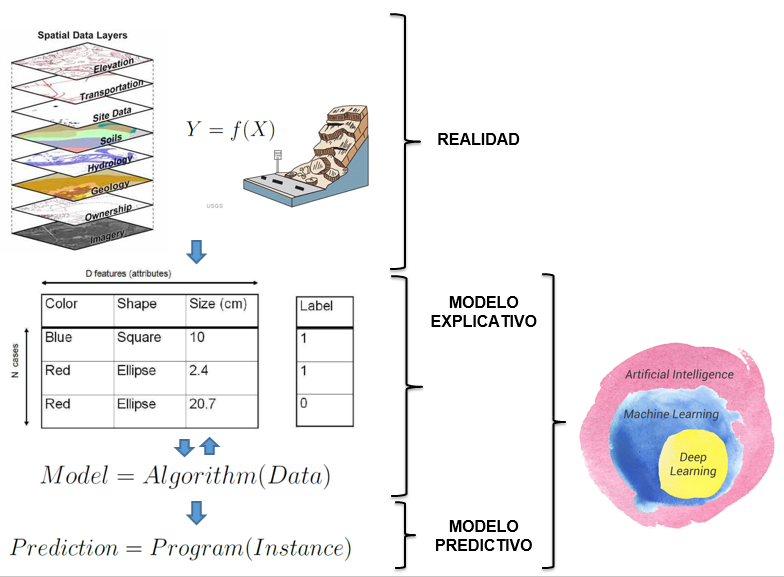 Spatial Data Layers
Elevation
Transportation
Site Data
Soils
Hydrology
Geology
Ownership
Imagery
Y = f(X)
USGS
REALIDAD
D features (attributes)
N cases
Color Shape Size (cm) Label
Blue Square 10 1
Red Ellipse 2.4 1
Red Ellipse 20.7 0
Model = Algorithm(Data)
MODELO
EXPLICATIVO
Prediction = Program(Instance)
MODELO
PREDICTIVO
Artificial Intelligence
Machine Learning
Deep
Learning